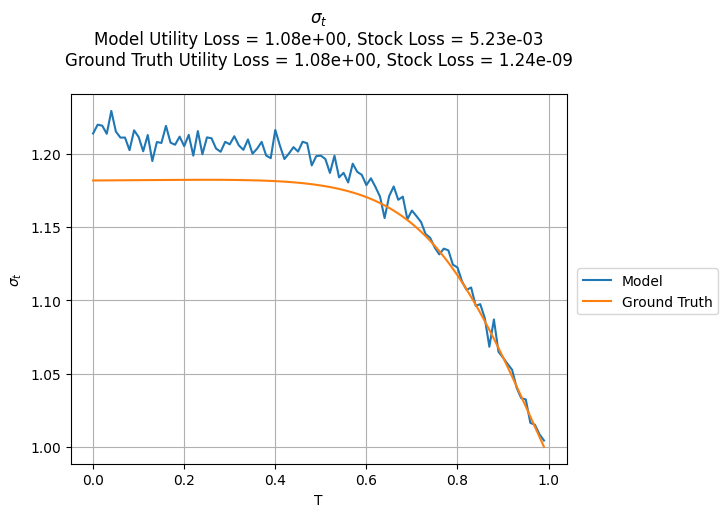 σₜ
Model Utility Loss = 1.08e+00, Stock Loss = 5.23e-03
Ground Truth Utility Loss = 1.08e+00, Stock Loss = 1.24e-09
1.20
1.15
1.10
1.05
1.00
σₜ
0.0 0.2 0.4 0.6 0.8 1.0
T
Model
Ground Truth